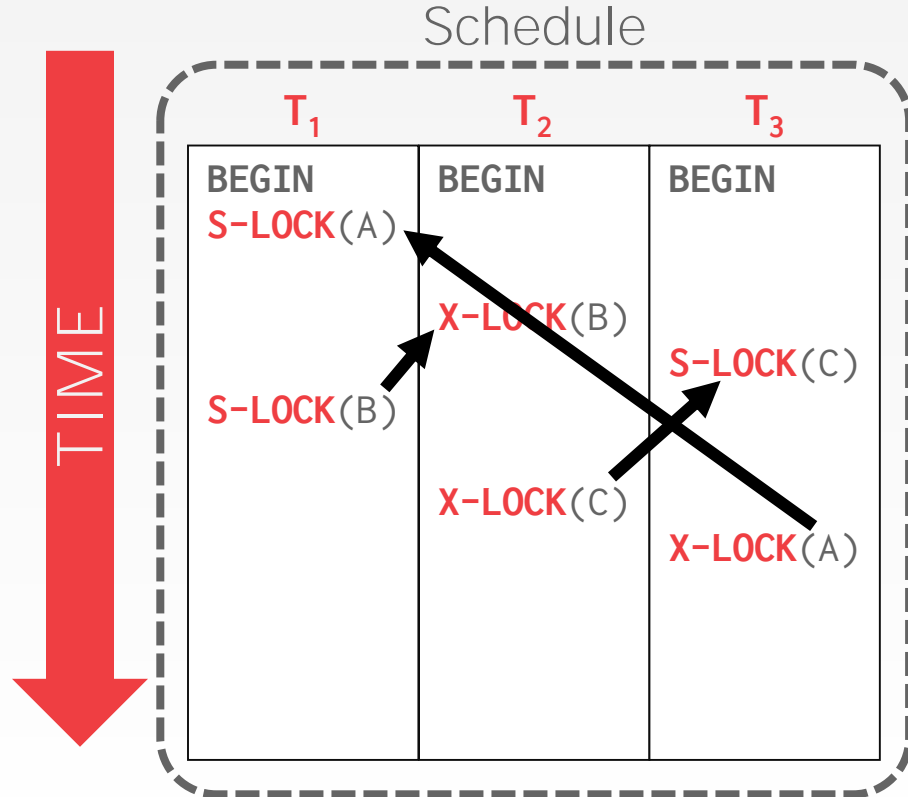 Schedule
TIME
T₁ T₂ T₃
BEGIN BEGIN BEGIN
S-LOCK(A)
X-LOCK(B)
S-LOCK(C)
S-LOCK(B)
X-LOCK(C)
X-LOCK(A)